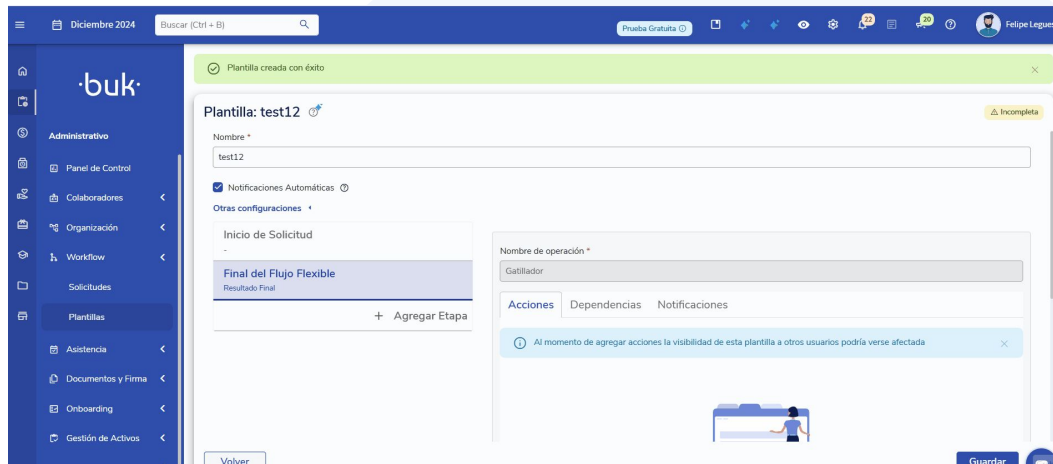 Diciembre 2024
Buscar (Ctrl + B)
Prueba Gratuita
22
20
Felipe Legues
·buk·
Administrativo
Panel de Control
Colaboradores
Organización
Workflow
Solicitudes
Plantillas
Asistencia
Documentos y Firma
Onboarding
Gestión de Activos
Plantilla creada con éxito
Plantilla: test12
Incompleta
Nombre *
test12
Notificaciones Automáticas
Otras configuraciones
Inicio de Solicitud
-
Final del Flujo Flexible
Resultado Final
+ Agregar Etapa
Nombre de operación *
Gatillador
Acciones Dependencias Notificaciones
Al momento de agregar acciones la visibilidad de esta plantilla a otros usuarios podría verse afectada
Volver
Guardar